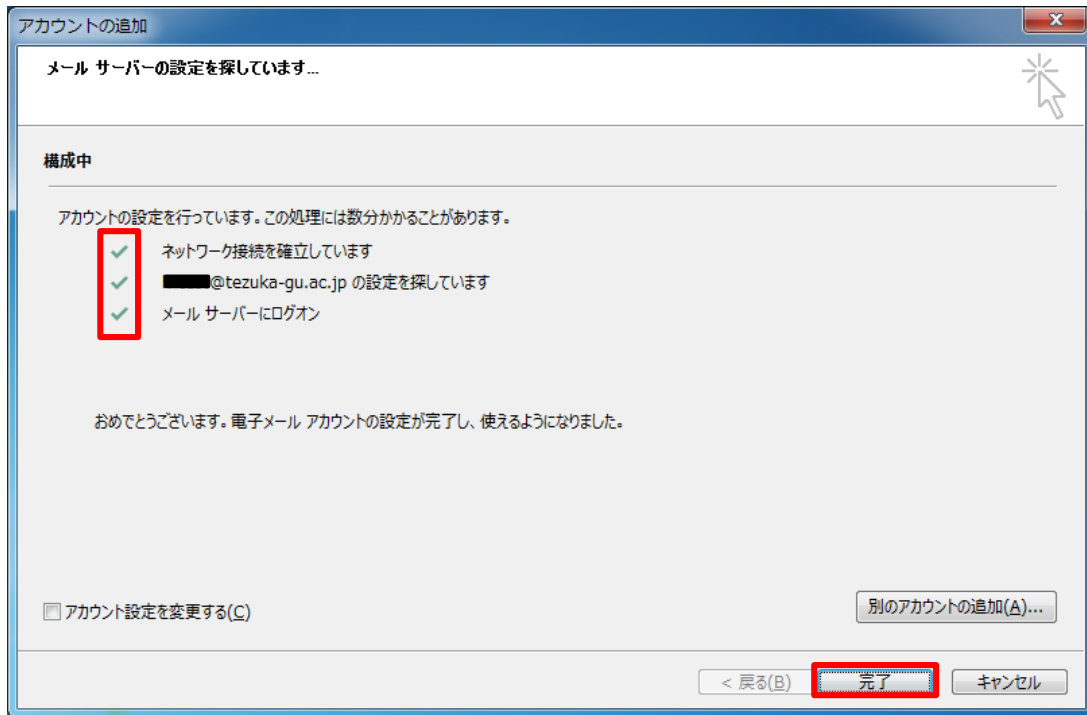 アカウントの追加
メール サーバーの設定を探しています...
構成中
アカウントの設定を行っています。この処理には数分かかることがあります。
ネットワーク接続を確立しています
@tezuka-gu.ac.jp の設定を探しています
メール サーバーにログオン
おめでとうございます。電子メール アカウントの設定が完了し、使えるようになりました。
アカウント設定を変更する(C)
別のアカウントの追加(A)...
< 戻る(B) 完了 キャンセル